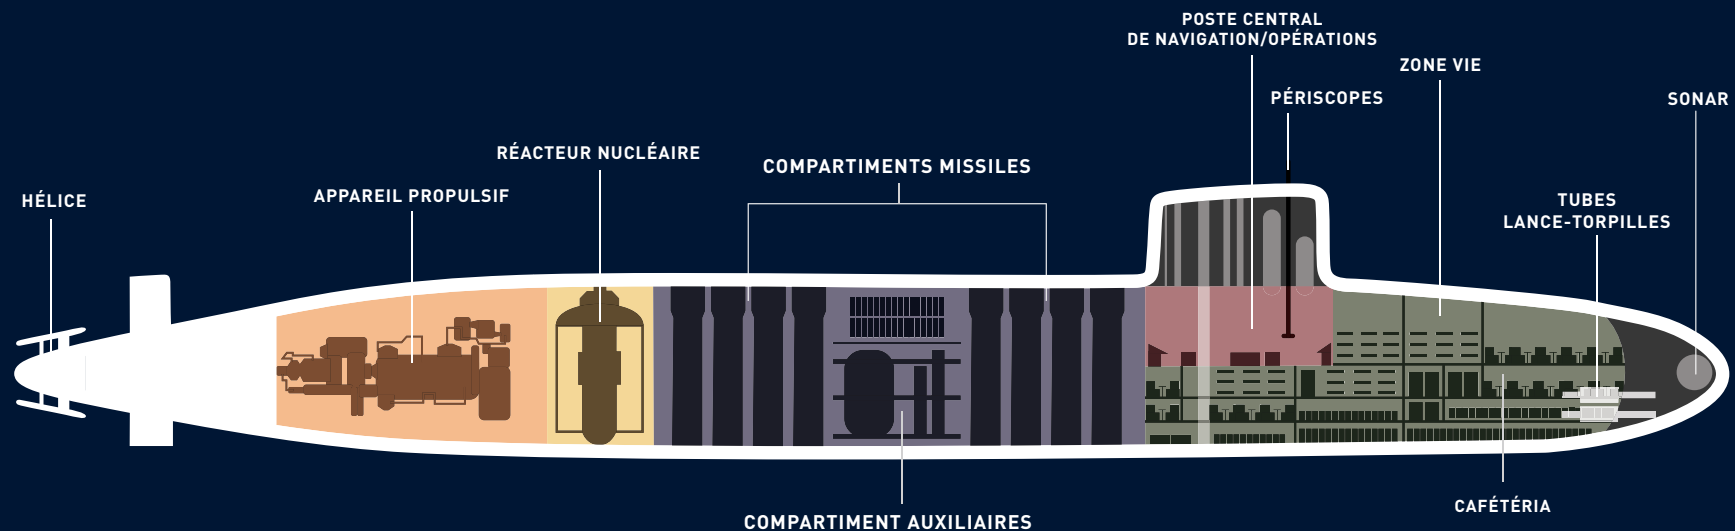 HÉLICE
APPAREIL PROPULSIF
RÉACTEUR NUCLÉAIRE
COMPARTIMENTS MISSILES
POSTE CENTRAL
DE NAVIGATION/OPÉRATIONS
PÉRISCOPES
ZONE VIE
SONAR
TUBES
LANCE-TORPILLES
COMPARTIMENT AUXILIAIRES
CAFÉTÉRIA